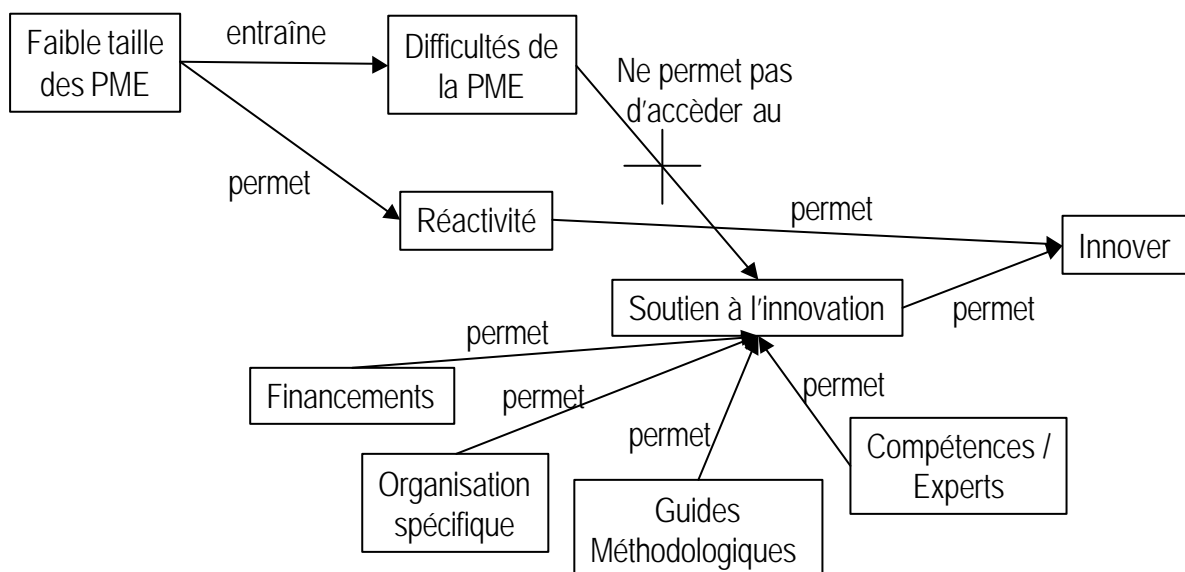 Faible taille
des PME
entraîne
Difficultés de
la PME
Ne permet pas
d'accèder au
permet
Réactivité
permet
Innover
Soutien à l'innovation
permet
permet
Financements
permet
permet
permet
Compétences /
Experts
Organisation
spécifique
Guides
Méthodologiques